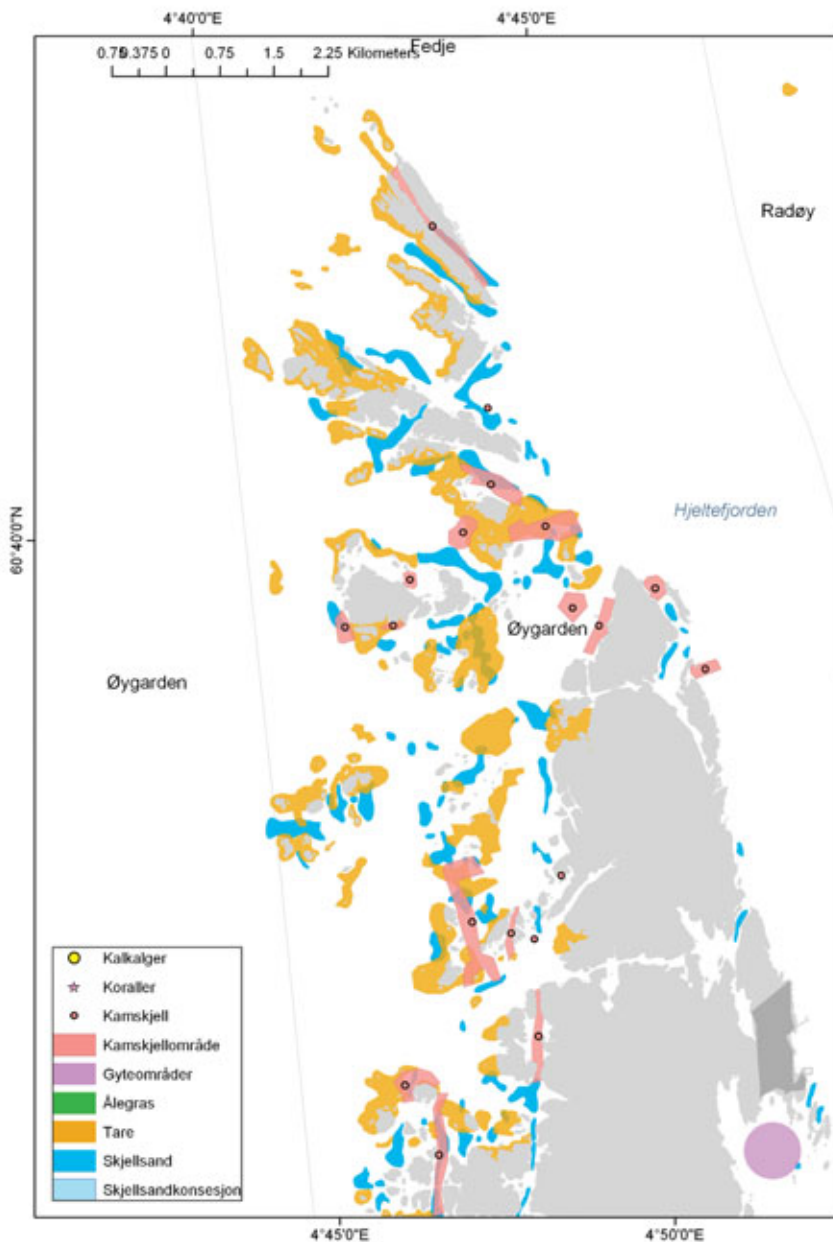 4°40'0"E 4°45'0"E
Fedje
0.75 0.375 0 0.75 1.5 2.25 Kilometers
Radøy
Hjeltefjorden
60°40'0"N
Øygarden
Øygarden
Kalkalger
Koraller
Kamskjell
Kamskjellområde
Gyteområder
Ålegras
Tare
Skjellsand
Skjellsandkonsesjon
4°45'0"E 4°50'0"E